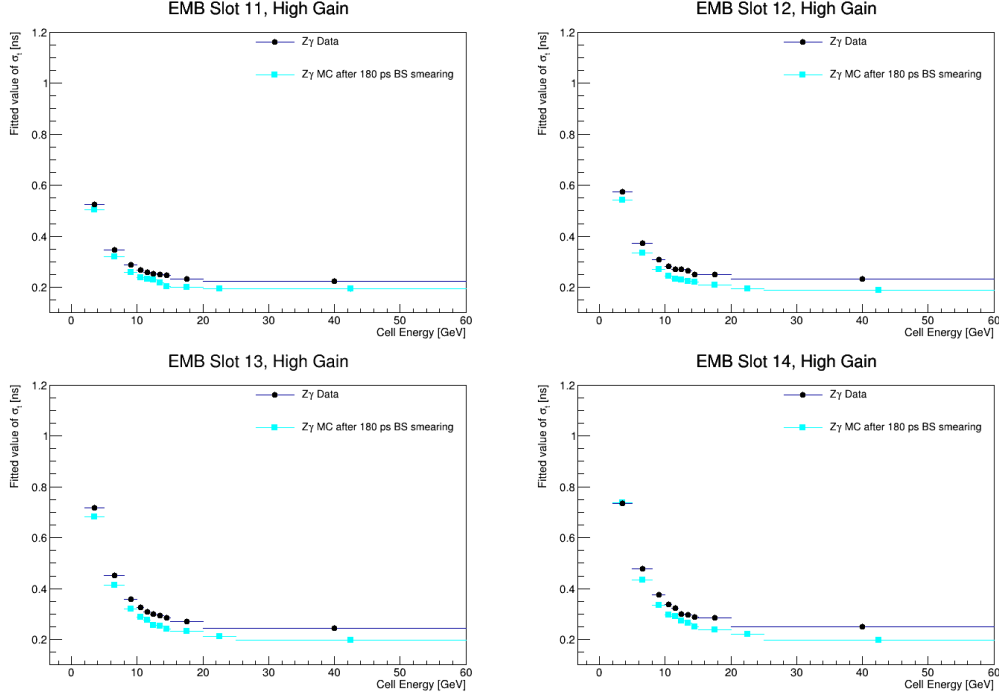 EMB Slot 11, High Gain
Fitted value of σt [ns]
1.2
1
0.8
0.6
0.4
0.2
Zγ Data
Zγ MC after 180 ps BS smearing
0 10 20 30 40 50 60
Cell Energy [GeV]
EMB Slot 12, High Gain
Fitted value of σt [ns]
1.2
1
0.8
0.6
0.4
0.2
Zγ Data
Zγ MC after 180 ps BS smearing
0 10 20 30 40 50 60
Cell Energy [GeV]
EMB Slot 13, High Gain
Fitted value of σt [ns]
1.2
1
0.8
0.6
0.4
0.2
Zγ Data
Zγ MC after 180 ps BS smearing
0 10 20 30 40 50 60
Cell Energy [GeV]
EMB Slot 14, High Gain
Fitted value of σt [ns]
1.2
1
0.8
0.6
0.4
0.2
Zγ Data
Zγ MC after 180 ps BS smearing
0 10 20 30 40 50 60
Cell Energy [GeV]